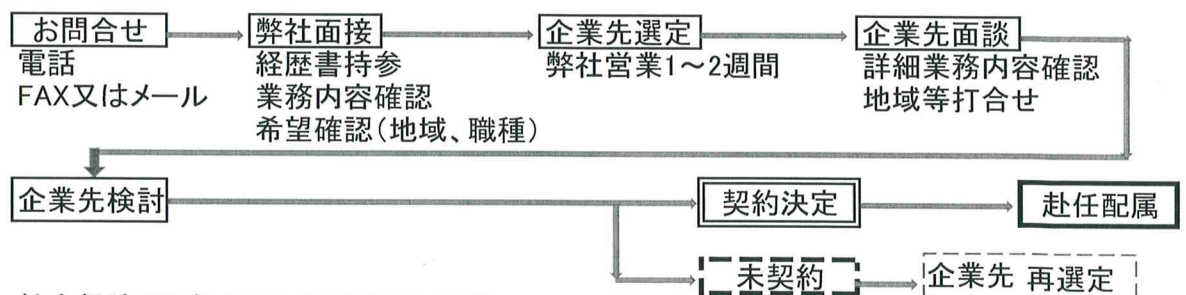 お問合せ
電話
FAX又はメール
弊社面接
経歴書持参
業務内容確認
希望確認(地域、職種)
企業先選定
弊社営業1～2週間
企業先面談
詳細業務内容確認
地域等打合せ
企業先検討
契約決定
赴任配属
未契約
企業先 再選定